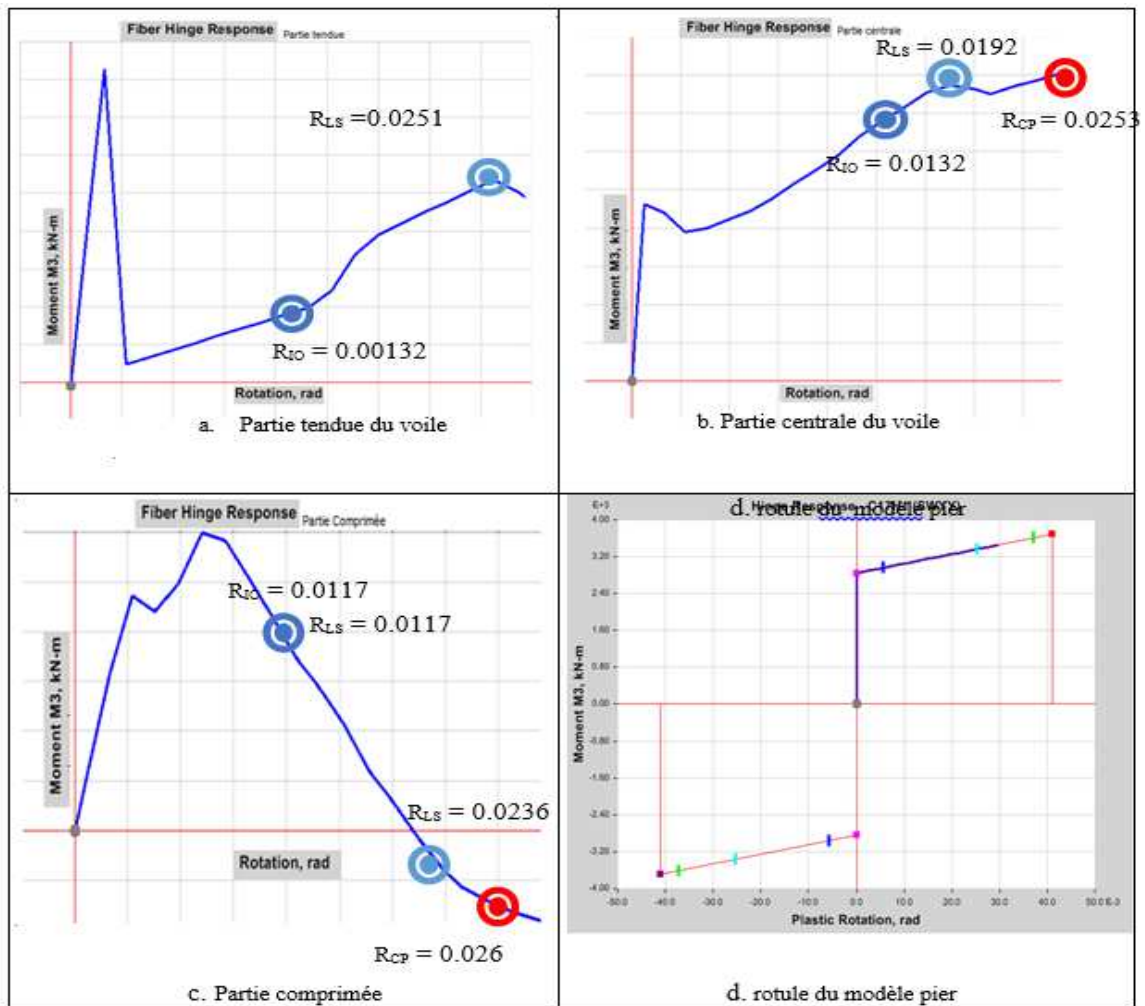 Fiber Hinge Response Partie tendue
RLS =0.0251
Moment M3, kN-m
RIO = 0.00132
Rotation, rad
a. Partie tendue du voile
Fiber Hinge Response Partie centrale
RLS = 0.0192
RCP = 0.0253
RIO = 0.0132
Moment M3, kN-m
Rotation, rad
b. Partie centrale du voile
Fiber Hinge Response Partie Comprimée
RIO = 0.0117
RLS = 0.0117
Moment M3, kN-m
RLS = 0.0236
Rotation, rad
RCP = 0.026
c. Partie comprimée
d. rotule du modèle pier
E+3
4.00
3.20
2.40
1.60
0.80
0.00
-0.80
-1.60
-2.40
-3.20
-4.00
Moment M3, kN-m
-50.0 -40.0 -30.0 -20.0 -10.0 0.0 10.0 20.0 30.0 40.0 50.0 E-3
Plastic Rotation, rad
d. rotule du modèle pier